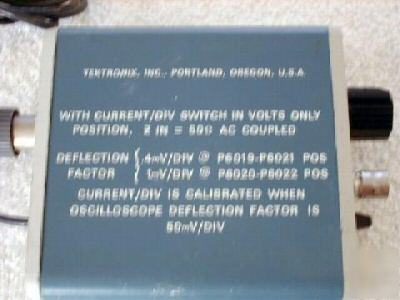 TEKTRONIX, INC., PORTLAND, OREGON, U.S.A.
WITH CURRENT/DIV SWITCH IN VOLTS ONLY
POSITION, Z IN = 50Ω AC COUPLED
DEFLECTION { .4mV/DIV @ P6019-P6021 POS
FACTOR { 1mV/DIV @ P6020-P6022 POS
CURRENT/DIV IS CALIBRATED WHEN
OSCILLOSCOPE DEFLECTION FACTOR IS
50mV/DIV